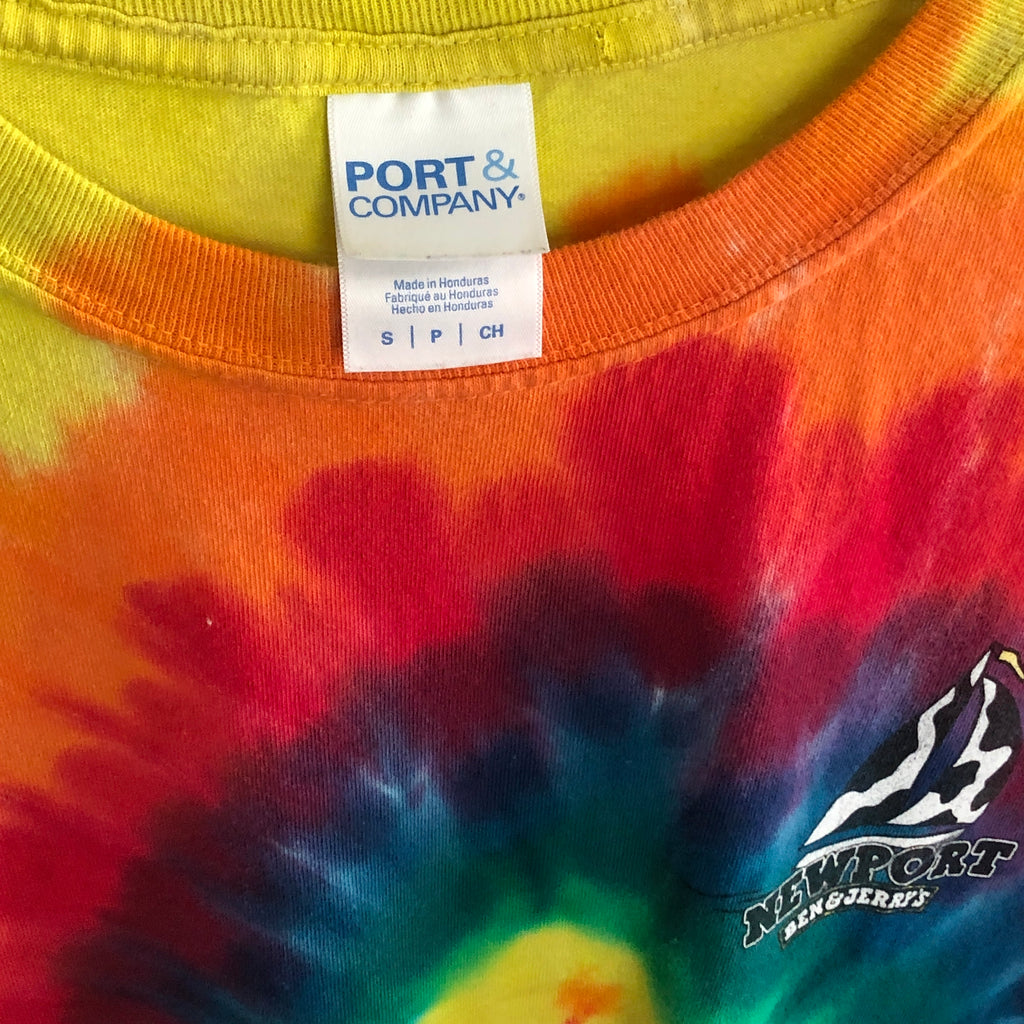 PORT &
COMPANY®
Made in Honduras
Fabriqué au Honduras
Hecho en Honduras
S | P | CH
NEWPORT
BEN & JERRY'S